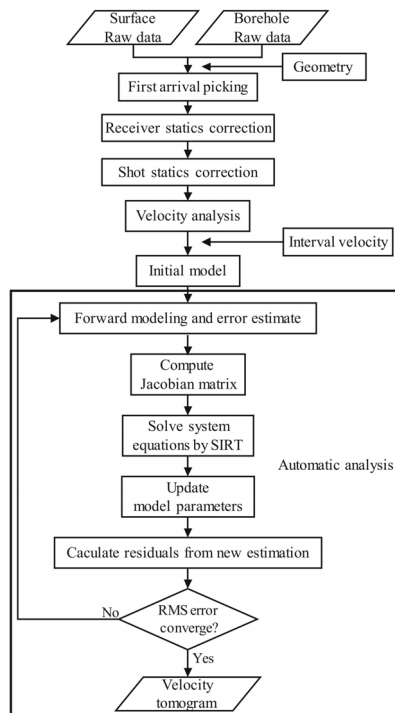 Surface
Raw data
Borehole
Raw data
Geometry
First arrival picking
Receiver statics correction
Shot statics correction
Velocity analysis
Interval velocity
Initial model
Forward modeling and error estimate
Compute
Jacobian matrix
Solve system
equations by SIRT
Automatic analysis
Update
model parameters
Caculate residuals from new estimation
No
RMS error
converge?
Yes
Velocity
tomogram